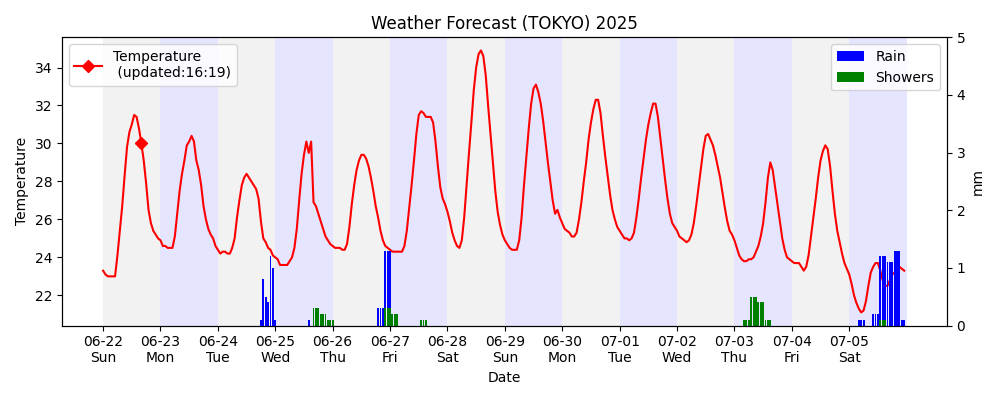 Weather Forecast (TOKYO) 2025
Temperature
(updated:16:19)
Rain
Showers
Temperature
34
32
30
28
26
24
22
5
4
3
2
1
0
mm
06-22 06-23 06-24 06-25 06-26 06-27 06-28 06-29 06-30 07-01 07-02 07-03 07-04 07-05
Sun Mon Tue Wed Thu Fri Sat Sun Mon Tue Wed Thu Fri Sat
Date